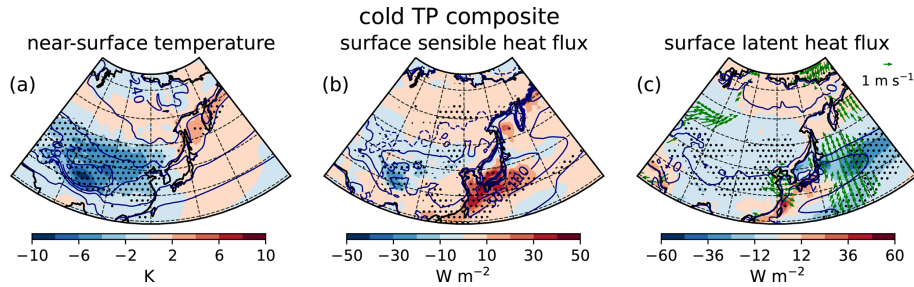 cold TP composite
near-surface temperature
surface sensible heat flux
surface latent heat flux
(a)
(b)
(c)
1 m s⁻¹
240
−10 −6 −2 2 6 10
K
−50 −30 −10 10 30 50
W m⁻²
−60 −36 −12 12 36 60
W m⁻²